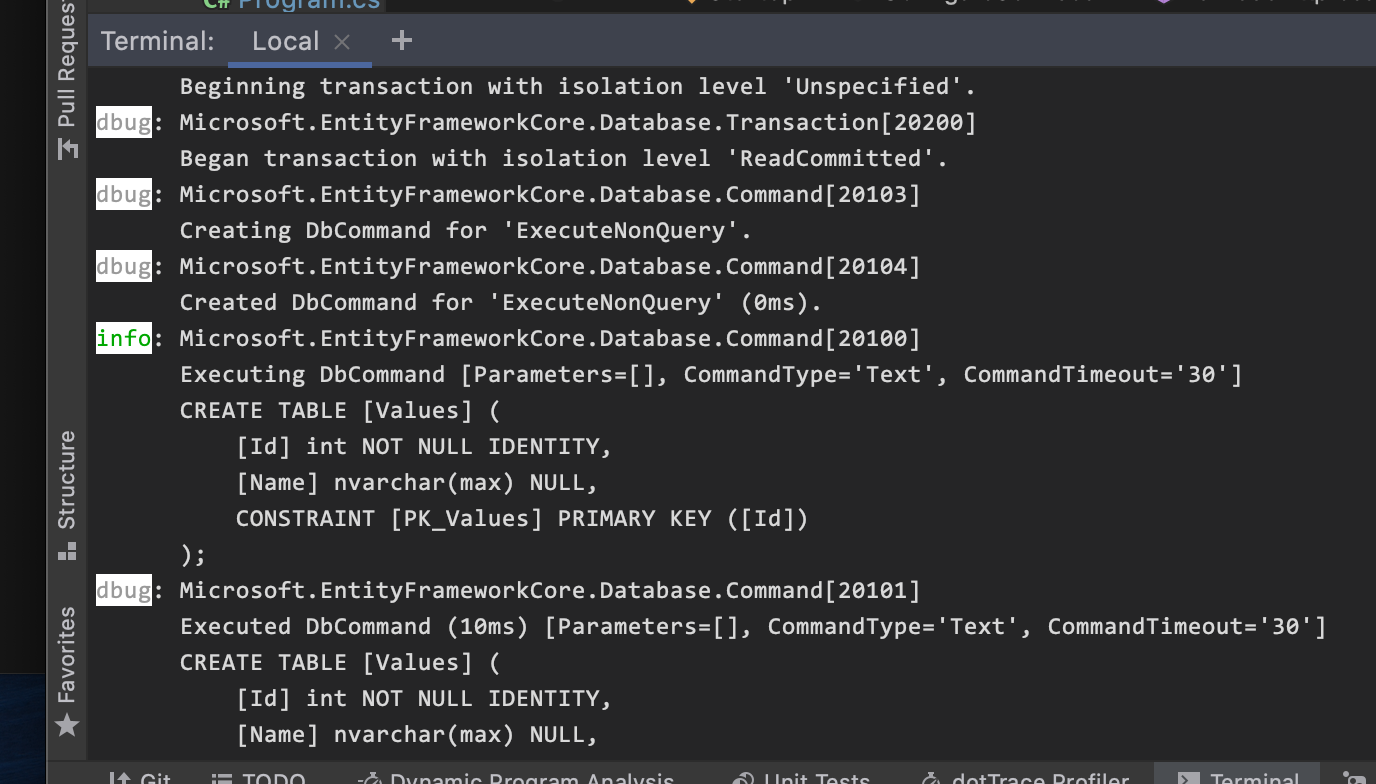 Program.cs
Terminal: Local +
Beginning transaction with isolation level 'Unspecified'.
dbug: Microsoft.EntityFrameworkCore.Database.Transaction[20200]
Began transaction with isolation level 'ReadCommitted'.
dbug: Microsoft.EntityFrameworkCore.Database.Command[20103]
Creating DbCommand for 'ExecuteNonQuery'.
dbug: Microsoft.EntityFrameworkCore.Database.Command[20104]
Created DbCommand for 'ExecuteNonQuery' (0ms).
info: Microsoft.EntityFrameworkCore.Database.Command[20100]
Executing DbCommand [Parameters=[], CommandType='Text', CommandTimeout='30']
CREATE TABLE [Values] (
[Id] int NOT NULL IDENTITY,
[Name] nvarchar(max) NULL,
CONSTRAINT [PK_Values] PRIMARY KEY ([Id])
);
dbug: Microsoft.EntityFrameworkCore.Database.Command[20101]
Executed DbCommand (10ms) [Parameters=[], CommandType='Text', CommandTimeout='30']
CREATE TABLE [Values] (
[Id] int NOT NULL IDENTITY,
[Name] nvarchar(max) NULL,
Pull Request
Structure
Favorites
Git TODO Dynamic Program Analysis Unit Tests dotTrace Profiler Terminal